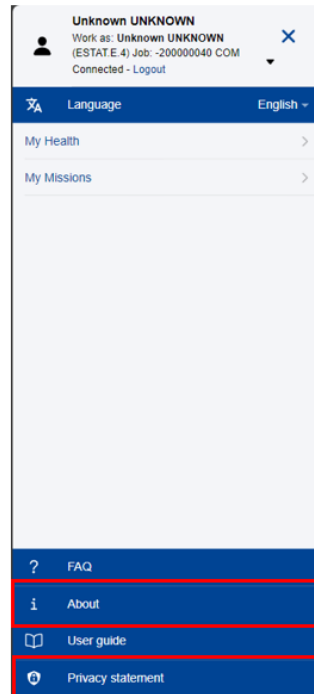 Unknown UNKNOWN
Work as: Unknown UNKNOWN
(ESTAT.E.4) Job: -200000040 COM
Connected - Logout
Language English
My Health
My Missions
FAQ
About
User guide
Privacy statement